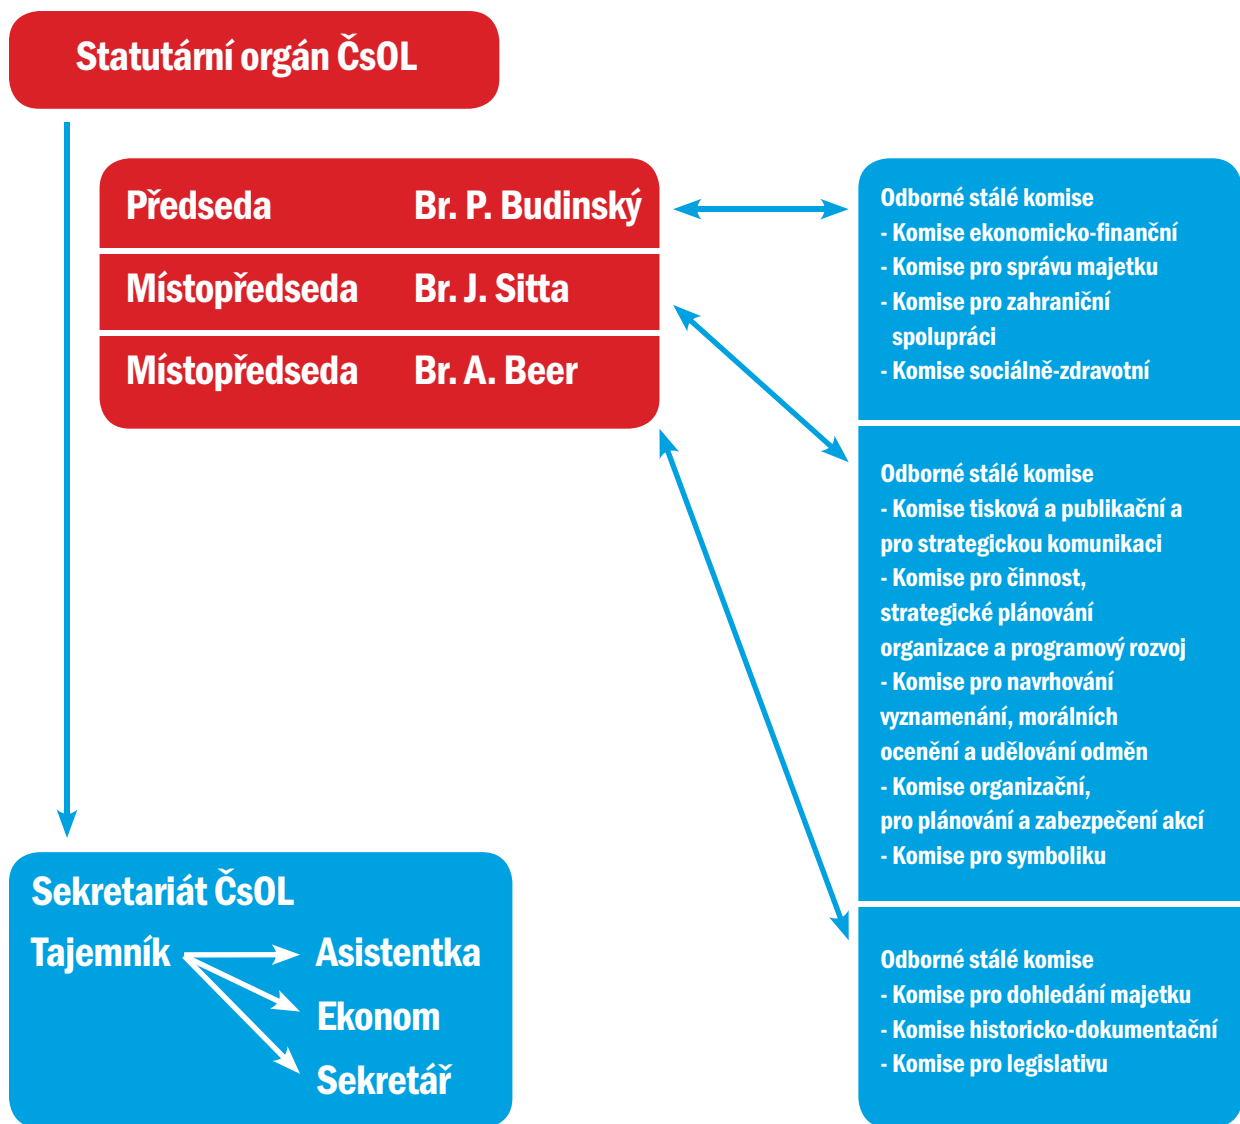 Statutární orgán ČsOL
Předseda Br. P. Budinský
Místopředseda Br. J. Sitta
Místopředseda Br. A. Beer
Odborné stálé komise
- Komise ekonomicko-finanční
- Komise pro správu majetku
- Komise pro zahraniční
spolupráci
- Komise sociálně-zdravotní
Odborné stálé komise
- Komise tisková a publikační a
pro strategickou komunikaci
- Komise pro činnost,
strategické plánování
organizace a programový rozvoj
- Komise pro navrhování
vyznamenání, morálních
ocenění a udělování odměn
- Komise organizační,
pro plánování a zabezpečení akcí
- Komise pro symboliku
Odborné stálé komise
- Komise pro dohledání majetku
- Komise historicko-dokumentační
- Komise pro legislativu
Sekretariát ČsOL
Tajemník Asistentka
Ekonom
Sekretář